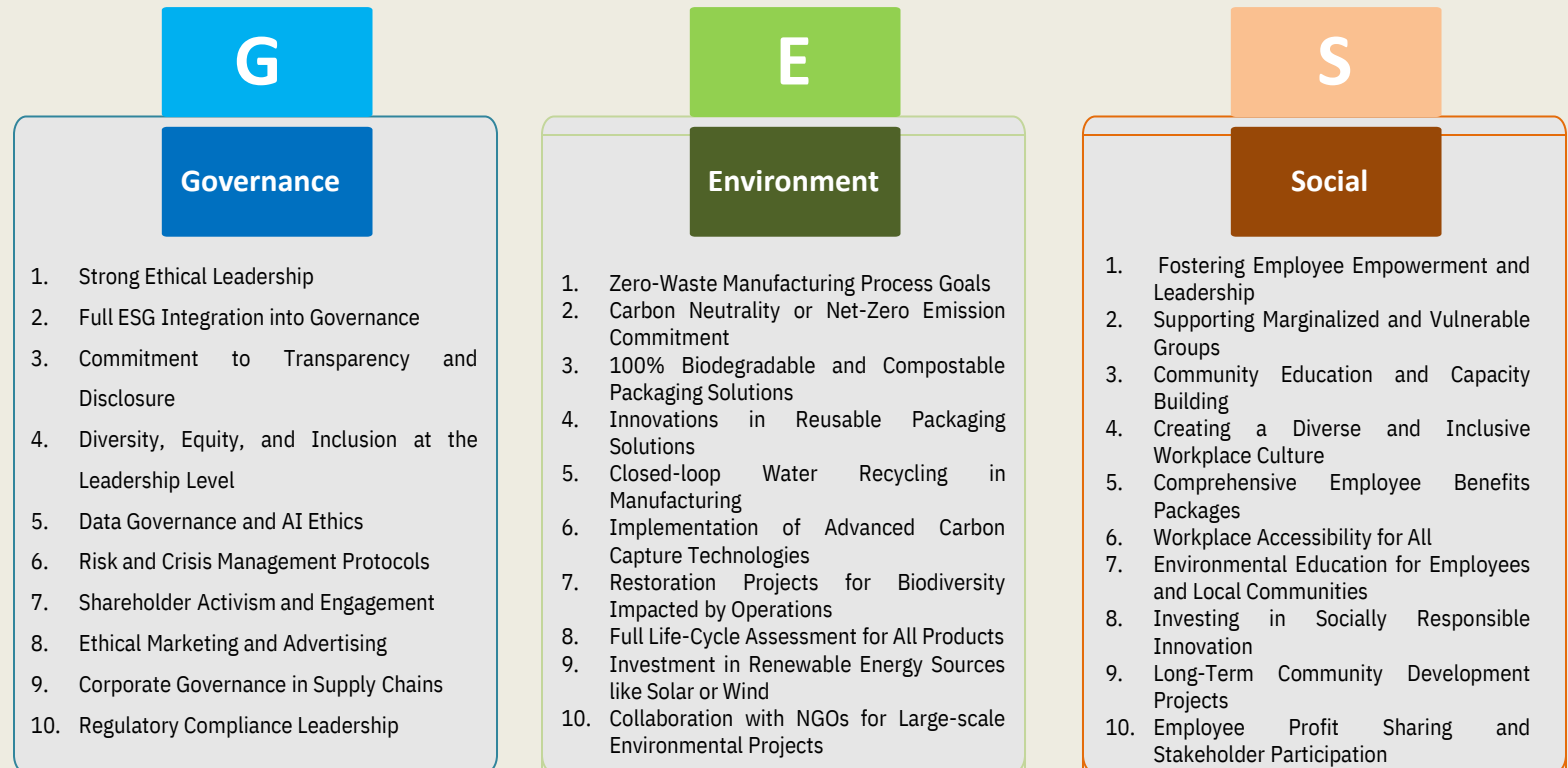 G
Governance
1. Strong Ethical Leadership
2. Full ESG Integration into Governance
3. Commitment to Transparency and
Disclosure
4. Diversity, Equity, and Inclusion at the
Leadership Level
5. Data Governance and AI Ethics
6. Risk and Crisis Management Protocols
7. Shareholder Activism and Engagement
8. Ethical Marketing and Advertising
9. Corporate Governance in Supply Chains
10. Regulatory Compliance Leadership
E
Environment
1. Zero-Waste Manufacturing Process Goals
2. Carbon Neutrality or Net-Zero Emission
Commitment
3. 100% Biodegradable and Compostable
Packaging Solutions
4. Innovations in Reusable Packaging
Solutions
5. Closed-loop Water Recycling in
Manufacturing
6. Implementation of Advanced Carbon
Capture Technologies
7. Restoration Projects for Biodiversity
Impacted by Operations
8. Full Life-Cycle Assessment for All Products
9. Investment in Renewable Energy Sources
like Solar or Wind
10. Collaboration with NGOs for Large-scale
Environmental Projects
S
Social
1. Fostering Employee Empowerment and
Leadership
2. Supporting Marginalized and Vulnerable
Groups
3. Community Education and Capacity
Building
4. Creating a Diverse and Inclusive
Workplace Culture
5. Comprehensive Employee Benefits
Packages
6. Workplace Accessibility for All
7. Environmental Education for Employees
and Local Communities
8. Investing in Socially Responsible
Innovation
9. Long-Term Community Development
Projects
10. Employee Profit Sharing and
Stakeholder Participation